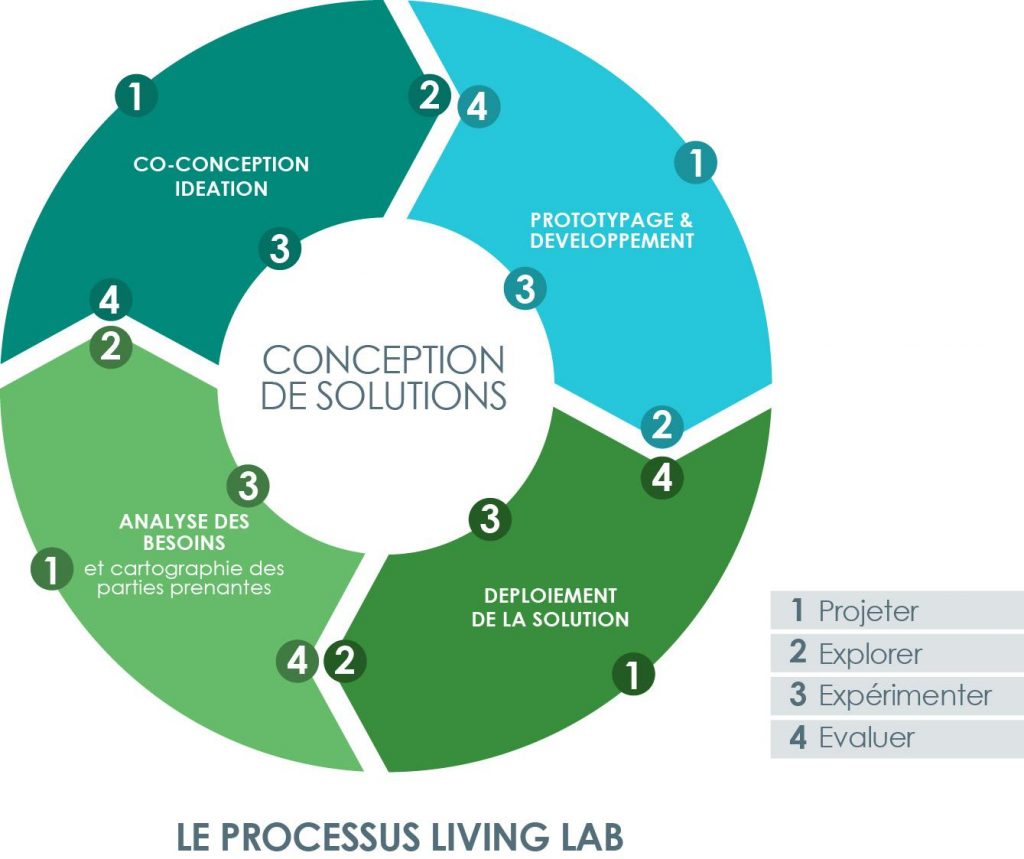 1
2
4
1
CO-CONCEPTION
IDEATION
PROTOTYPAGE &
DEVELOPPEMENT
3
3
4
2
CONCEPTION
DE SOLUTIONS
2
4
3
3
ANALYSE DES
BESOINS
et cartographie des
parties prenantes
1
DEPLOIEMENT
DE LA SOLUTION
4
2
1
1 Projeter
2 Explorer
3 Expérimenter
4 Evaluer
LE PROCESSUS LIVING LAB